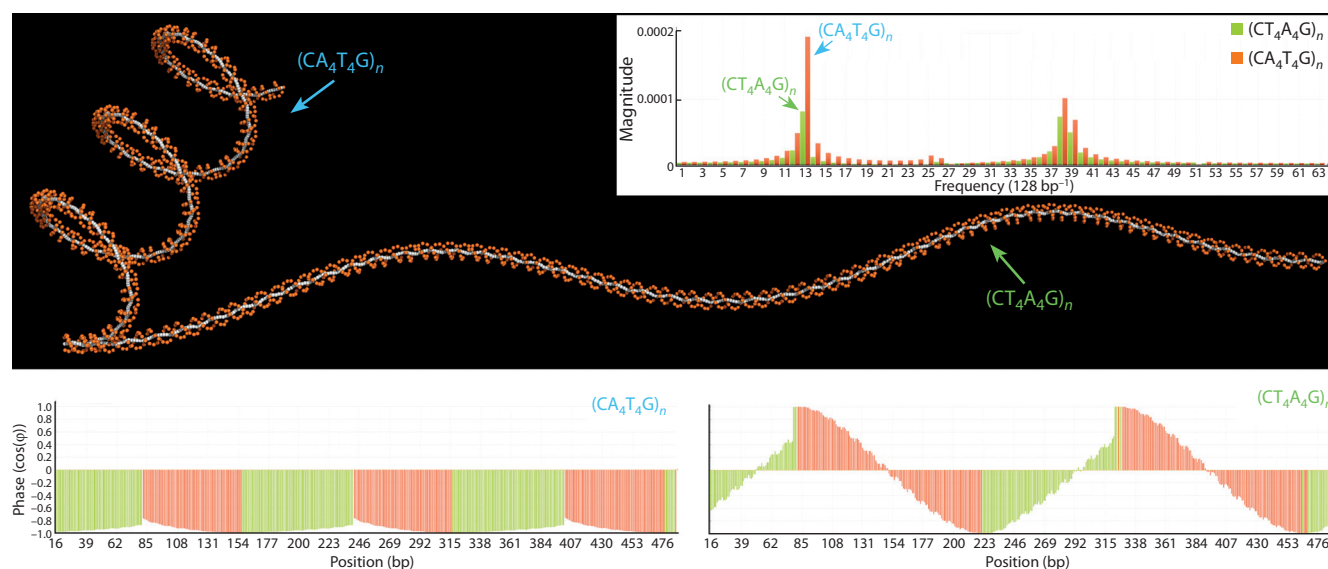 (CA₄T₄G)ₙ
0.0002
0.0001
0
Magnitude
(CA₄T₄G)ₙ
(CT₄A₄G)ₙ
(CT₄A₄G)ₙ
(CA₄T₄G)ₙ
1 3 5 7 9 11 13 15 17 19 21 23 25 27 29 31 33 35 37 39 41 43 45 47 49 51 53 55 57 59 61 63
Frequency (128 bp⁻¹)
(CT₄A₄G)ₙ
(CA₄T₄G)ₙ
1.0
0.8
0.6
0.4
0.2
0
−0.2
−0.4
−0.6
−0.8
−1.0
Phase (cos(φ))
16 39 62 85 108 131 154 177 200 223 246 269 292 315 338 361 384 407 430 453 476
Position (bp)
(CT₄A₄G)ₙ
16 39 62 85 108 131 154 177 200 223 246 269 292 315 338 361 384 407 430 453 476
Position (bp)